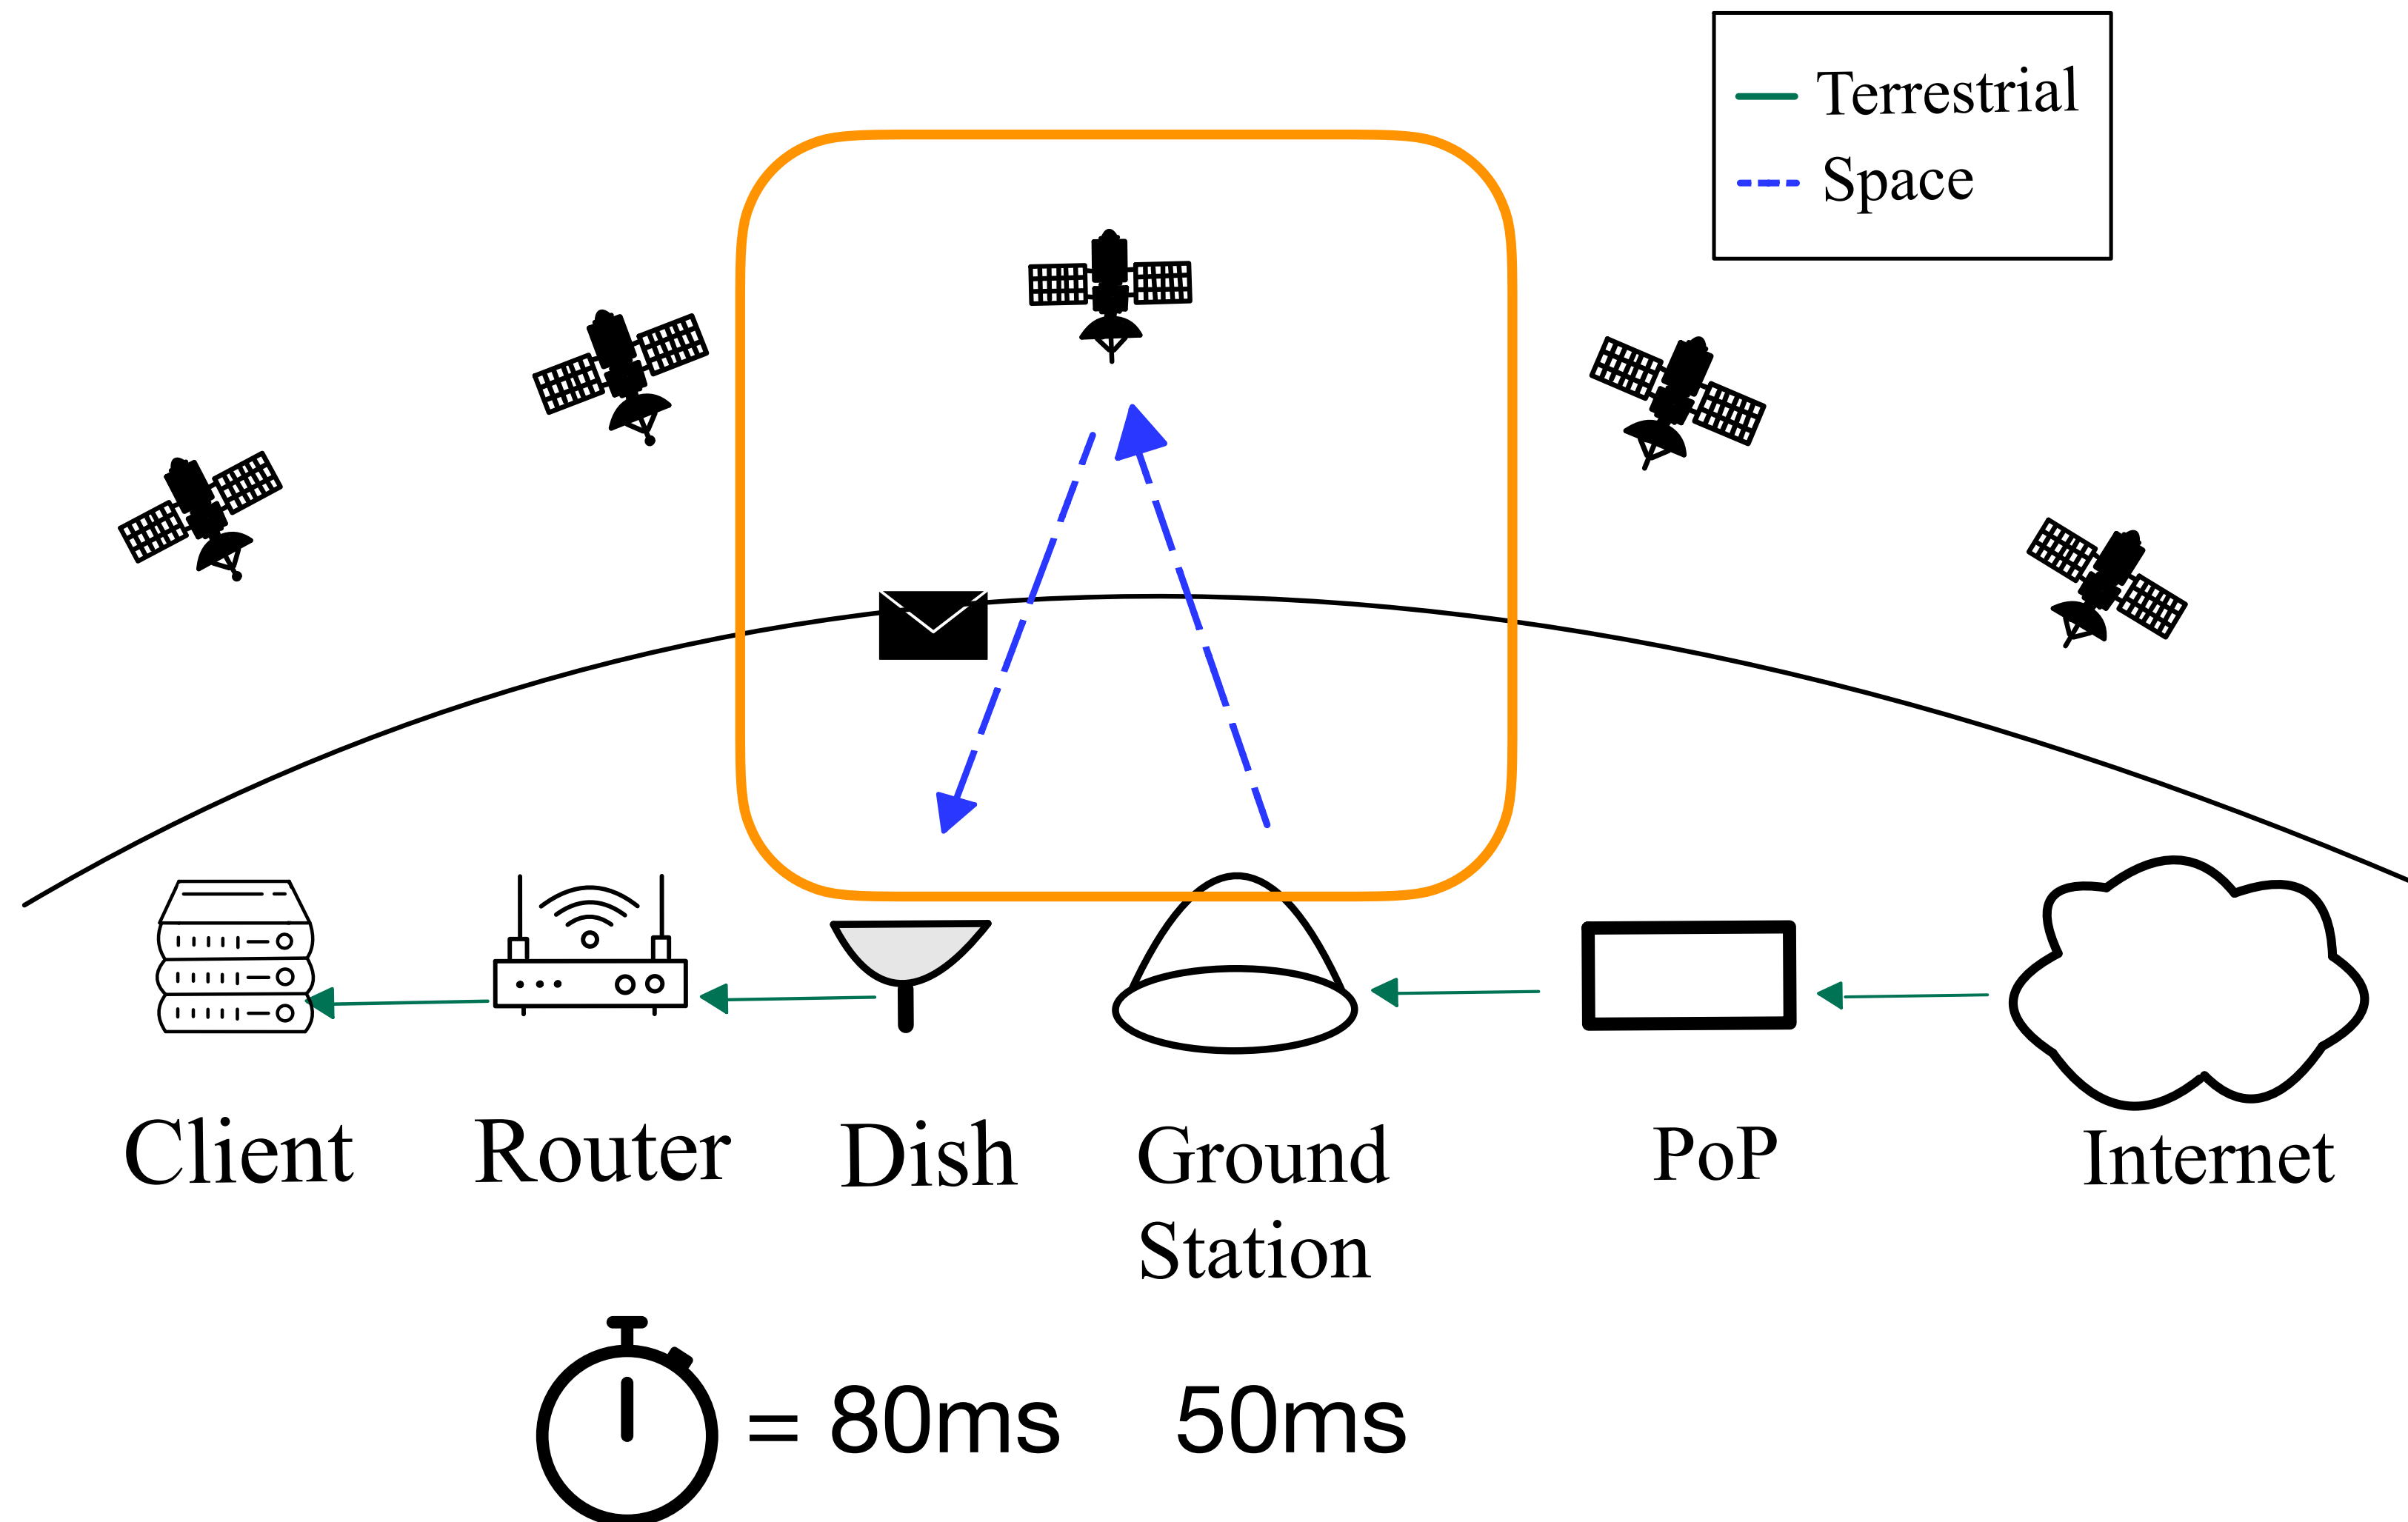 Terrestrial
Space
Client
Router
Dish
Ground
Station
PoP
Internet
= 80ms
50ms